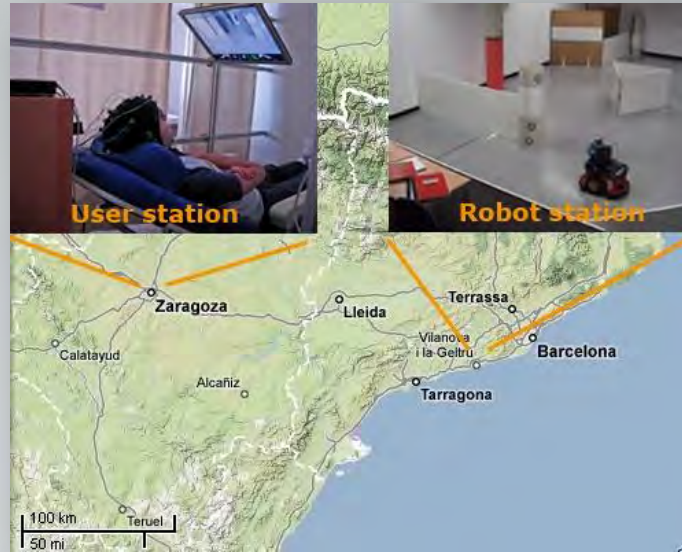 User station
Robot station
Zaragoza
Lleida
Terrassa
Vilanova
i la Geltrú
Barcelona
Calatayud
Alcañiz
Tarragona
Teruel
100 km
50 mi